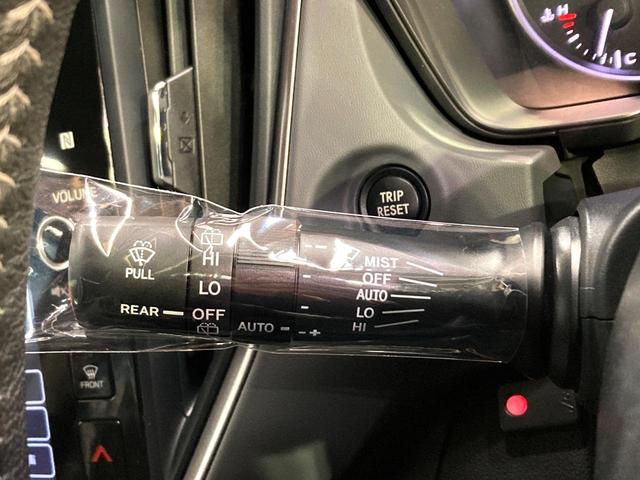 H
C
N
VOLUME
TRIP
RESET
PULL
HI
LO
REAR
OFF
AUTO
- +
MIST
OFF
AUTO
LO
HI
FRONT